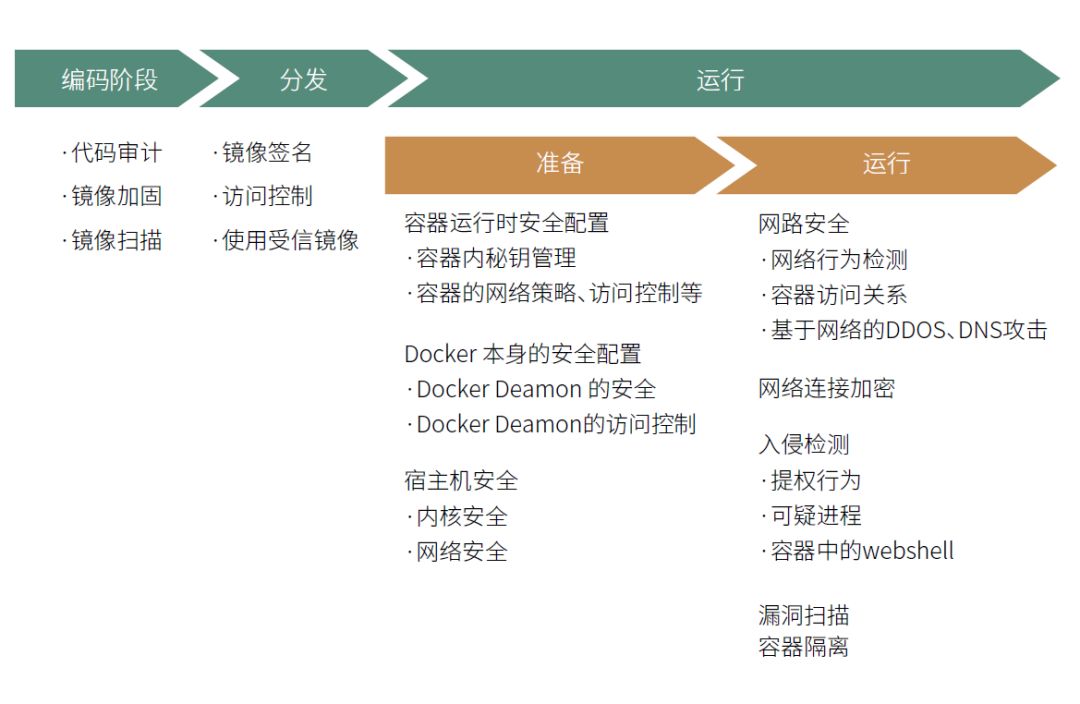 编码阶段
分发
运行
·代码审计
·镜像加固
·镜像扫描
·镜像签名
·访问控制
·使用受信镜像
准备
容器运行时安全配置
·容器内秘钥管理
·容器的网络策略、访问控制等
Docker 本身的安全配置
·Docker Deamon 的安全
·Docker Deamon的访问控制
宿主机安全
·内核安全
·网络安全
运行
网路安全
·网络行为检测
·容器访问关系
·基于网络的DDOS、DNS攻击
网络连接加密
入侵检测
·提权行为
·可疑进程
·容器中的webshell
漏洞扫描
容器隔离